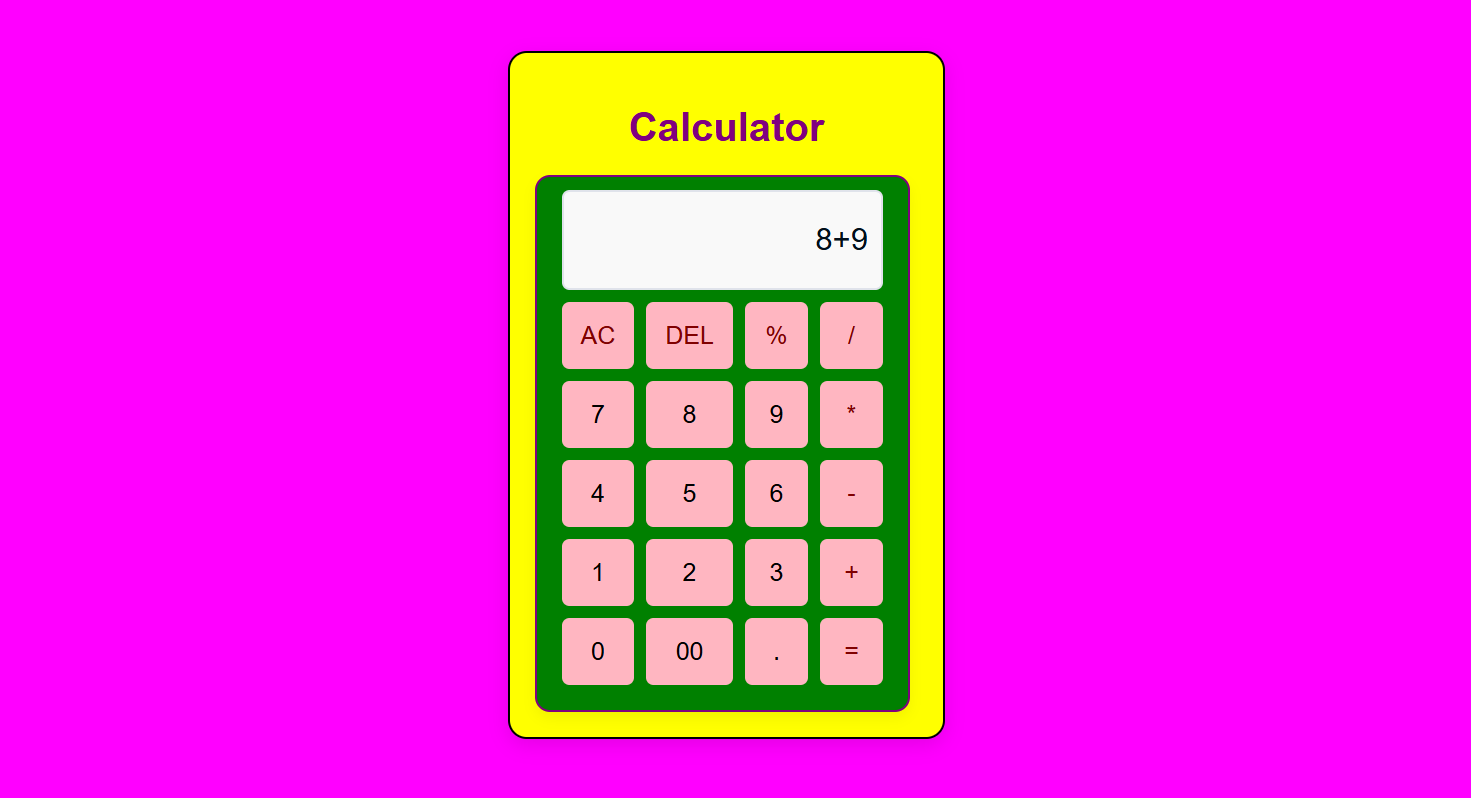 Calculator
8+9
AC DEL % /
7 8 9 *
4 5 6 -
1 2 3 +
0 00 . =